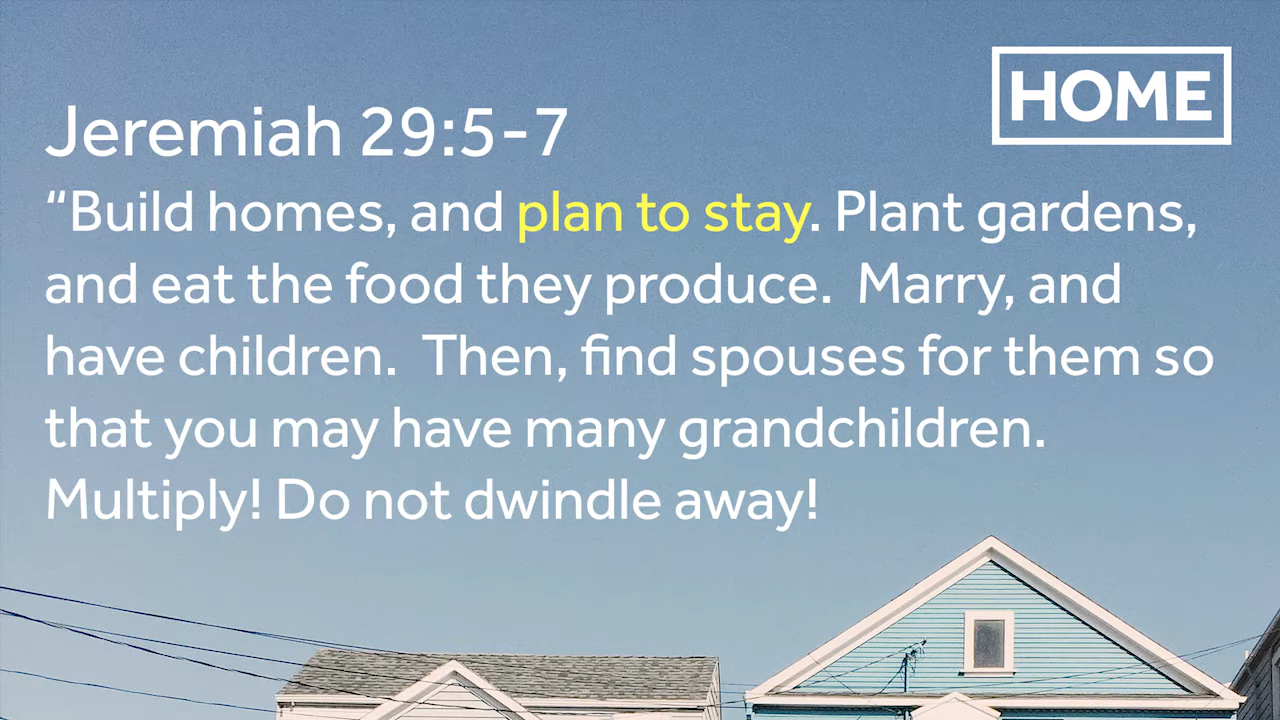 HOME
Jeremiah 29:5-7
“Build homes, and plan to stay. Plant gardens,
and eat the food they produce.  Marry, and
have children.  Then, find spouses for them so
that you may have many grandchildren.
Multiply! Do not dwindle away!